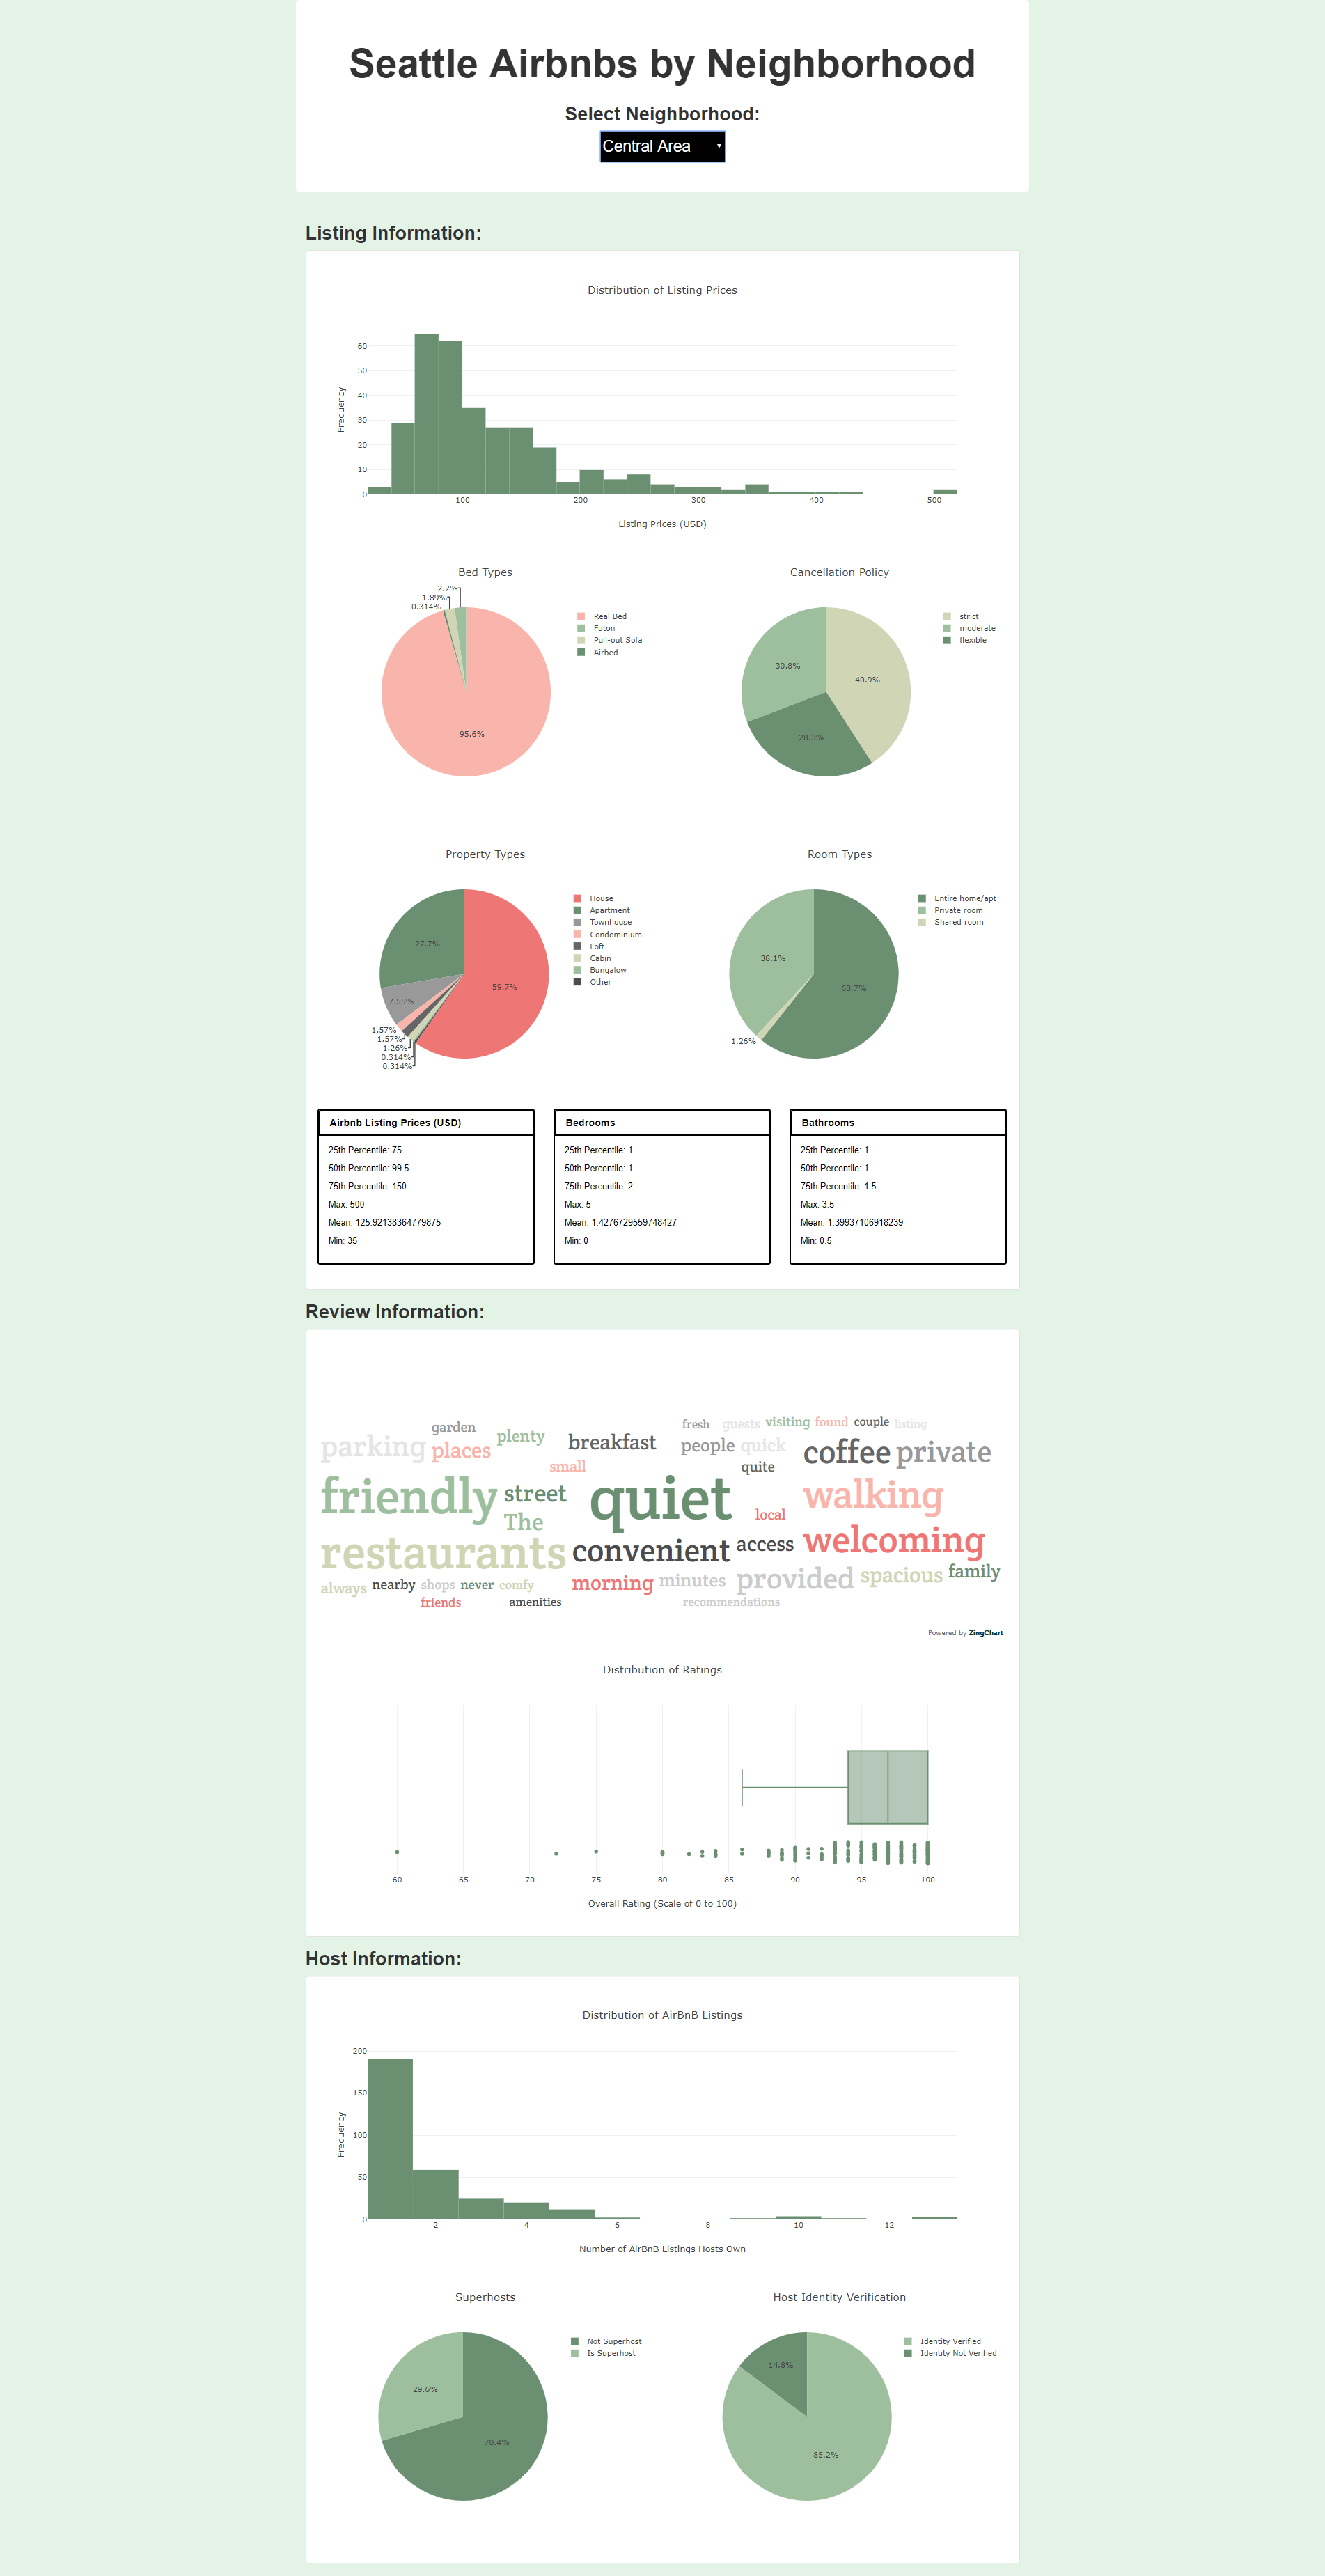 Seattle Airbnbs by Neighborhood
Select Neighborhood:
Central Area
Listing Information:
Distribution of Listing Prices
60
50
40
30
20
10
0
Frequency
100 200 300 400 500
Listing Prices (USD)
Bed Types
2.2%
1.89%
0.314%
95.6%
Real Bed
Futon
Pull-out Sofa
Airbed
Cancellation Policy
30.8%
40.9%
28.3%
strict
moderate
flexible
Property Types
27.7%
59.7%
7.55%
1.57%
1.57%
1.26%
0.314%
0.314%
House
Apartment
Townhouse
Condominium
Loft
Cabin
Bungalow
Other
Room Types
38.1%
60.7%
1.26%
Entire home/apt
Private room
Shared room
Airbnb Listing Prices (USD)
25th Percentile: 75
50th Percentile: 99.5
75th Percentile: 150
Max: 500
Mean: 125.92138364779875
Min: 35
Bedrooms
25th Percentile: 1
50th Percentile: 1
75th Percentile: 2
Max: 5
Mean: 1.4276729559748427
Min: 0
Bathrooms
25th Percentile: 1
50th Percentile: 1
75th Percentile: 1.5
Max: 3.5
Mean: 1.39937106918239
Min: 0.5
Review Information:
garden fresh guests visiting found couple listing
parking places plenty breakfast people quick coffee private
small quite
friendly street quiet local walking
The
restaurants convenient access welcoming
always nearby shops never comfy morning minutes provided spacious family
friends amenities recommendations
Powered by ZingChart
Distribution of Ratings
60 65 70 75 80 85 90 95 100
Overall Rating (Scale of 0 to 100)
Host Information:
Distribution of AirBnB Listings
200
150
100
50
0
Frequency
2 4 6 8 10 12
Number of AirBnB Listings Hosts Own
Superhosts
29.6%
70.4%
Not Superhost
Is Superhost
Host Identity Verification
14.8%
85.2%
Identity Verified
Identity Not Verified